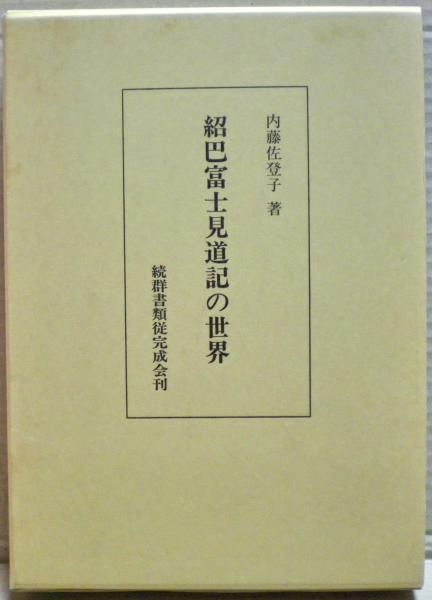 内藤佐登子 著
紹巴富士見道記の世界
続群書類従完成会刊